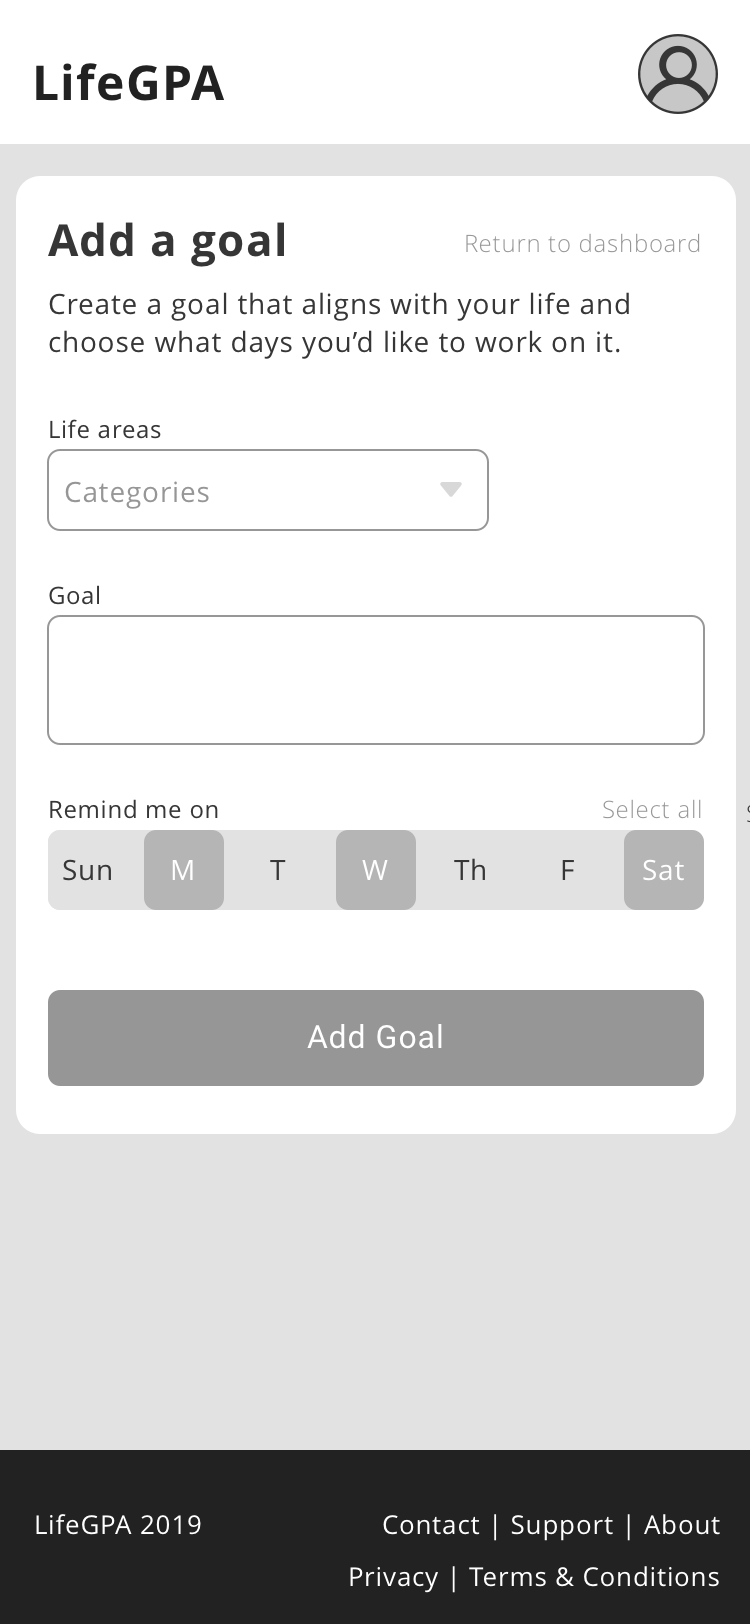 LifeGPA
Add a goal
Return to dashboard
Create a goal that aligns with your life and
choose what days you’d like to work on it.
Life areas
Categories
Goal
Remind me on
Select all
Sun M T W Th F Sat
Add Goal
LifeGPA 2019
Contact | Support | About
Privacy | Terms & Conditions